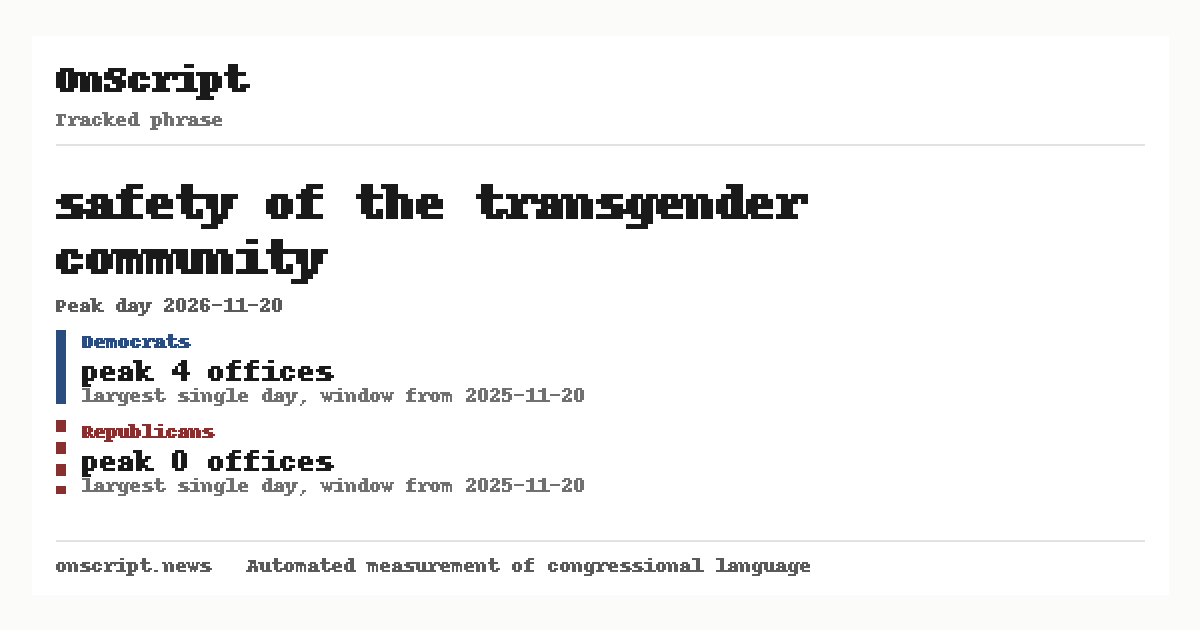 OnScript
Tracked phrase
safety of the transgender
community
Peak day 2026-11-20
Democrats
peak 4 offices
largest single day, window from 2025-11-20
Republicans
peak 0 offices
largest single day, window from 2025-11-20
onscript.news Automated measurement of congressional language